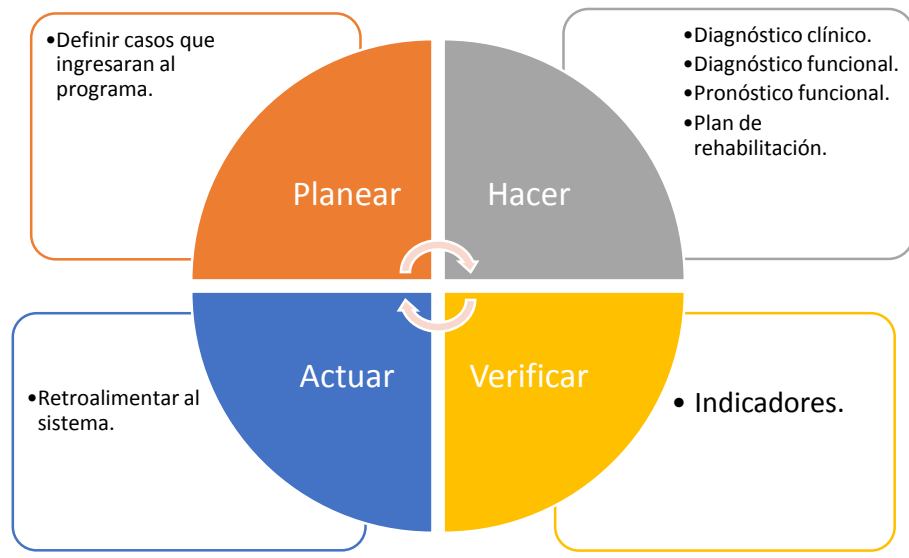 •Definir casos que
ingresaran al
programa.
•Diagnóstico clínico.
•Diagnóstico funcional.
•Pronóstico funcional.
•Plan de
rehabilitación.
Planear
Hacer
Actuar
Verificar
•Retroalimentar al
sistema.
• Indicadores.